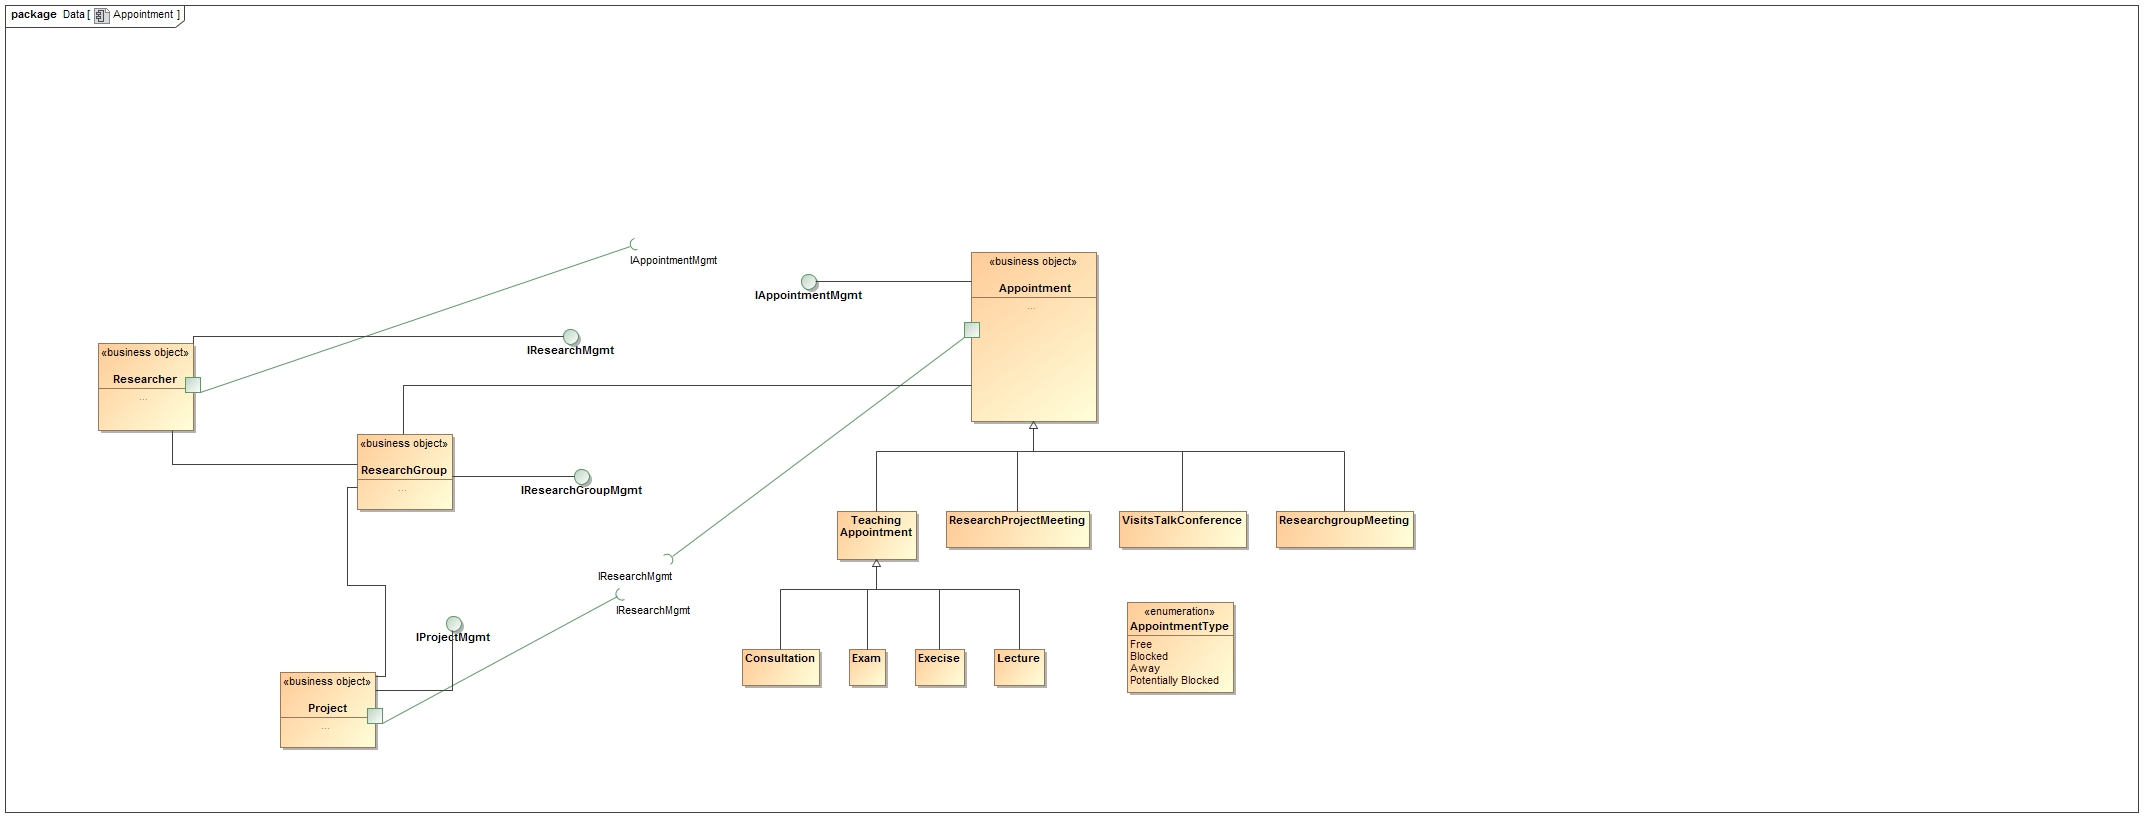 package Data [ Appointment ]
IAppointmentMgmt
«business object»
Appointment
...
IAppointmentMgmt
IResearchMgmt
«business object»
Researcher
...
«business object»
ResearchGroup
...
IResearchGroupMgmt
Teaching
Appointment
ResearchProjectMeeting
VisitsTalkConference
ResearchgroupMeeting
IResearchMgmt
IResearchMgmt
IProjectMgmt
«business object»
Project
...
Consultation
Exam
Execise
Lecture
«enumeration»
AppointmentType
Free
Blocked
Away
Potentially Blocked